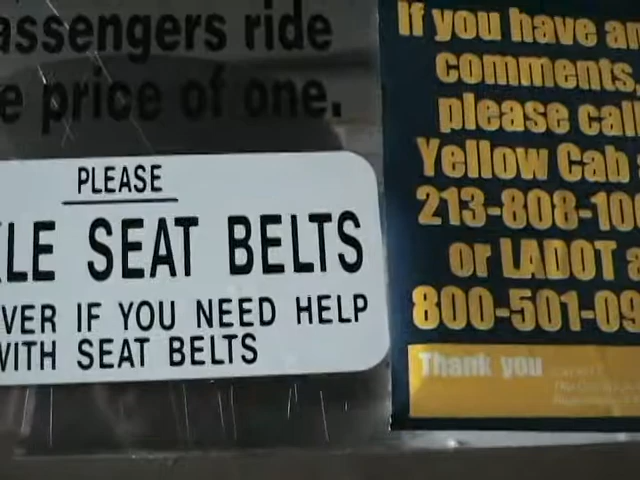 assengers ride
e price of one.
PLEASE
LE SEAT BELTS
VER IF YOU NEED HELP
WITH SEAT BELTS
If you have an
comments,
please call
Yellow Cab a
213-808-100
or LADOT a
800-501-09
Thank you